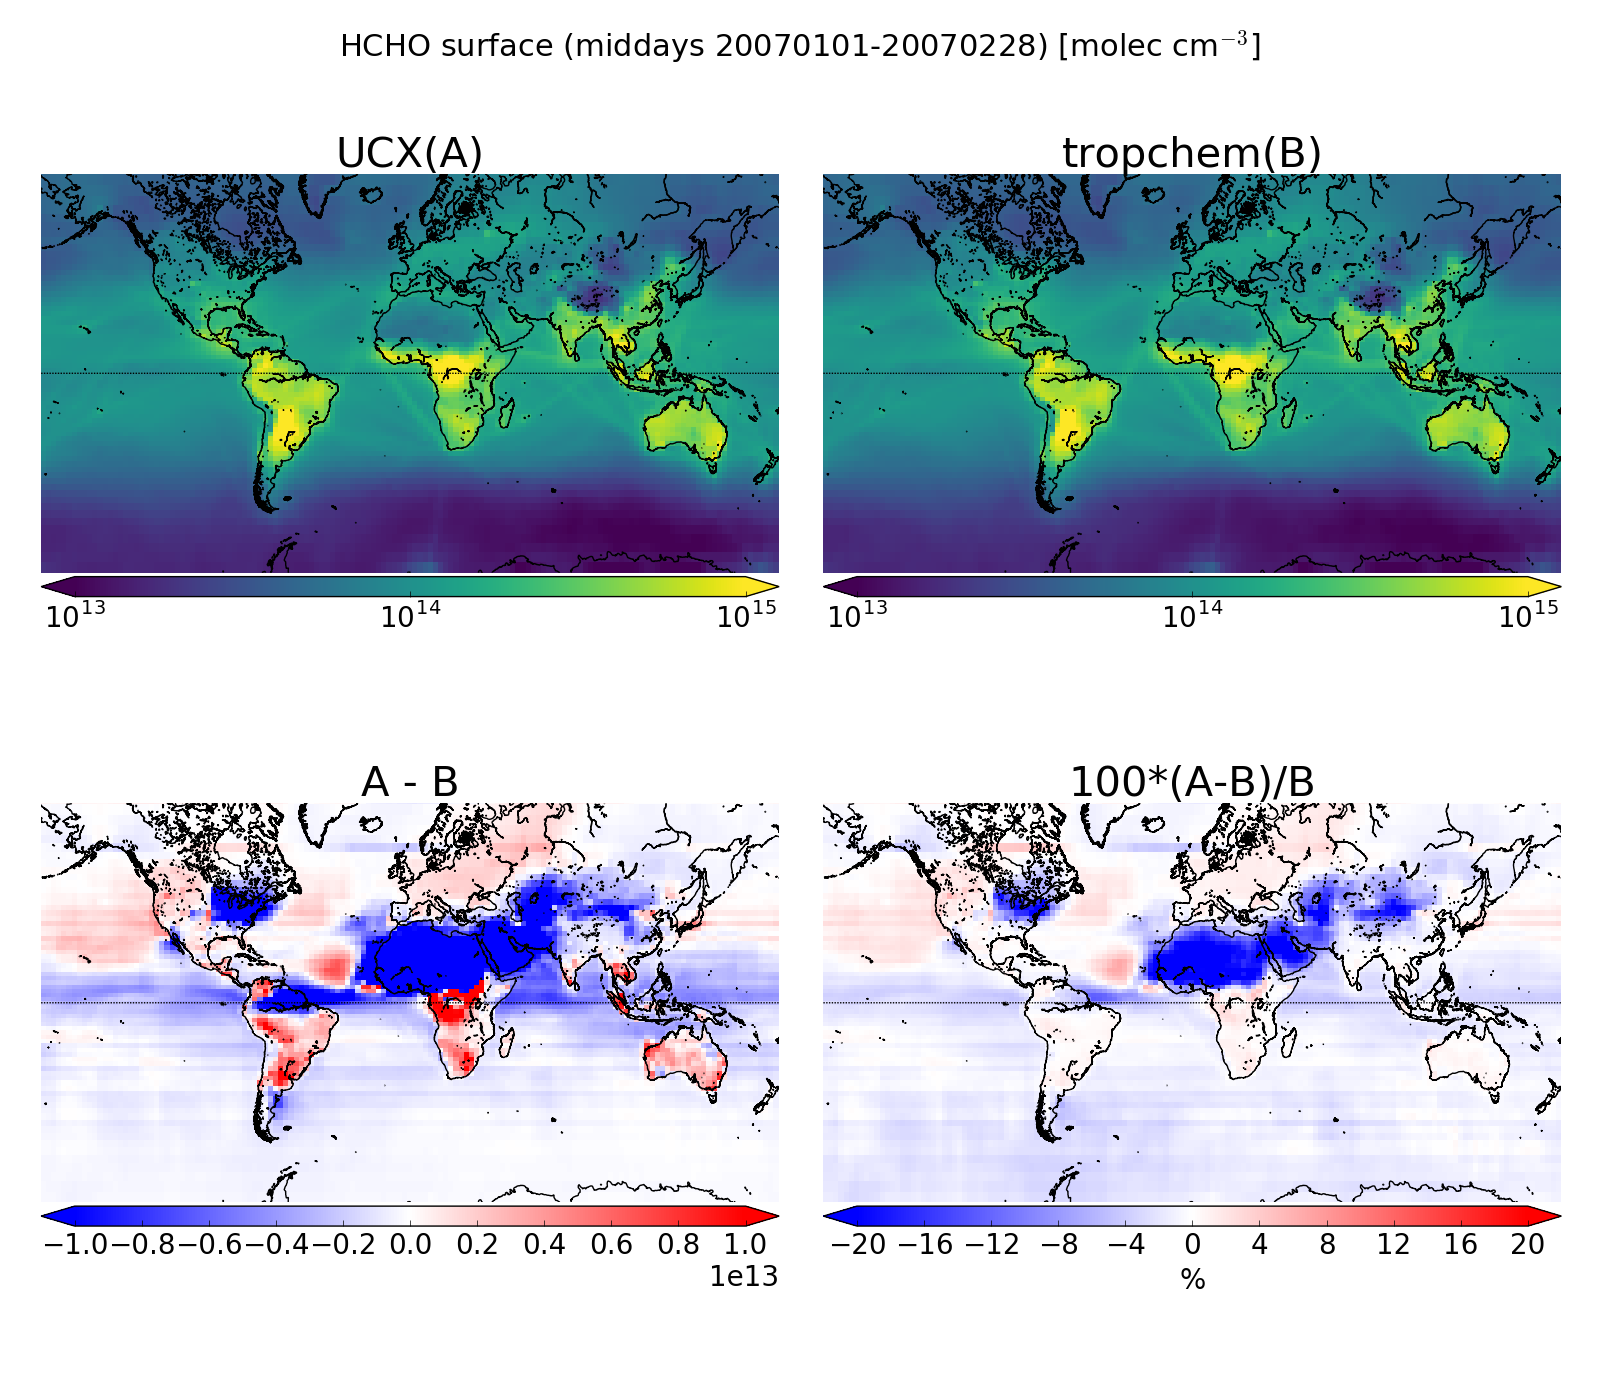 HCHO surface (middays 20070101-20070228) [molec cm⁻³]
UCX(A) tropchem(B)
10¹³ 10¹⁴ 10¹⁵ 10¹³ 10¹⁴ 10¹⁵
A - B 100*(A-B)/B
−1.0 −0.8 −0.6 −0.4 −0.2 0.0 0.2 0.4 0.6 0.8 1.0 −20 −16 −12 −8 −4 0 4 8 12 16 20
1e13 %